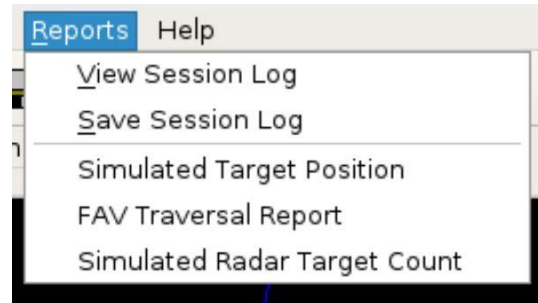 Reports Help
View Session Log
Save Session Log
Simulated Target Position
FAV Traversal Report
Simulated Radar Target Count